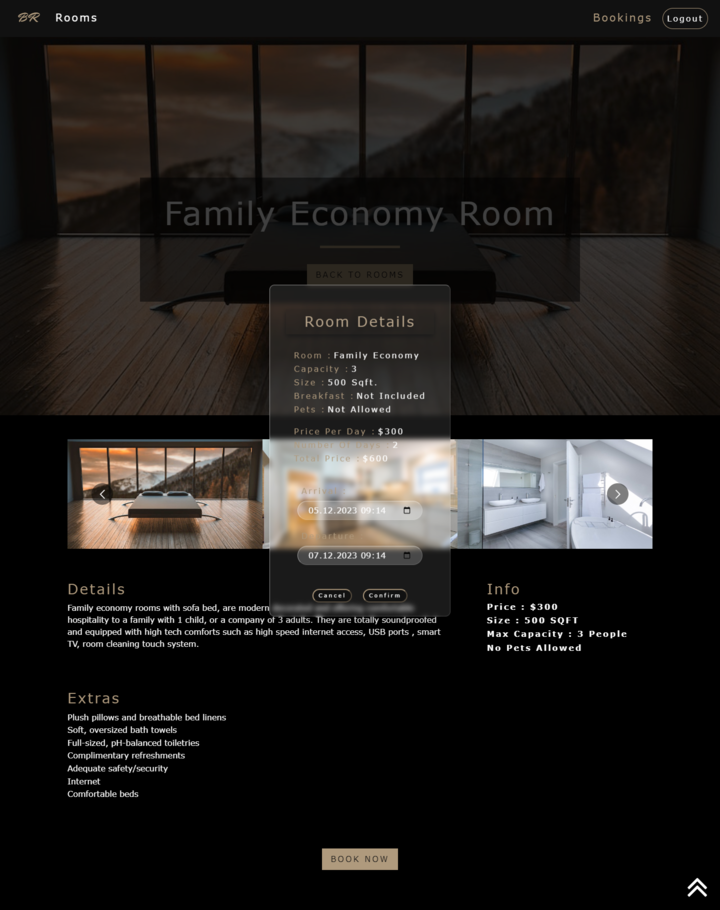 BR Rooms Bookings Logout
Family Economy Room
BACK TO ROOMS
Room Details
Room : Family Economy
Capacity : 3
Size : 500 Sqft.
Breakfast : Not Included
Pets : Not Allowed
Price Per Day : $300
2
Total Price : $600
05.12.2023 09:14
07.12.2023 09:14
Cancel Confirm
Details
Family economy rooms with sofa bed, are modern
hospitality to a family with 1 child, or a company of 3 adults. They are totally soundproofed
and equipped with high tech comforts such as high speed internet access, USB ports , smart
TV, room cleaning touch system.
Info
Price : $300
Size : 500 SQFT
Max Capacity : 3 People
No Pets Allowed
Extras
Plush pillows and breathable bed linens
Soft, oversized bath towels
Full-sized, pH-balanced toiletries
Complimentary refreshments
Adequate safety/security
Internet
Comfortable beds
BOOK NOW